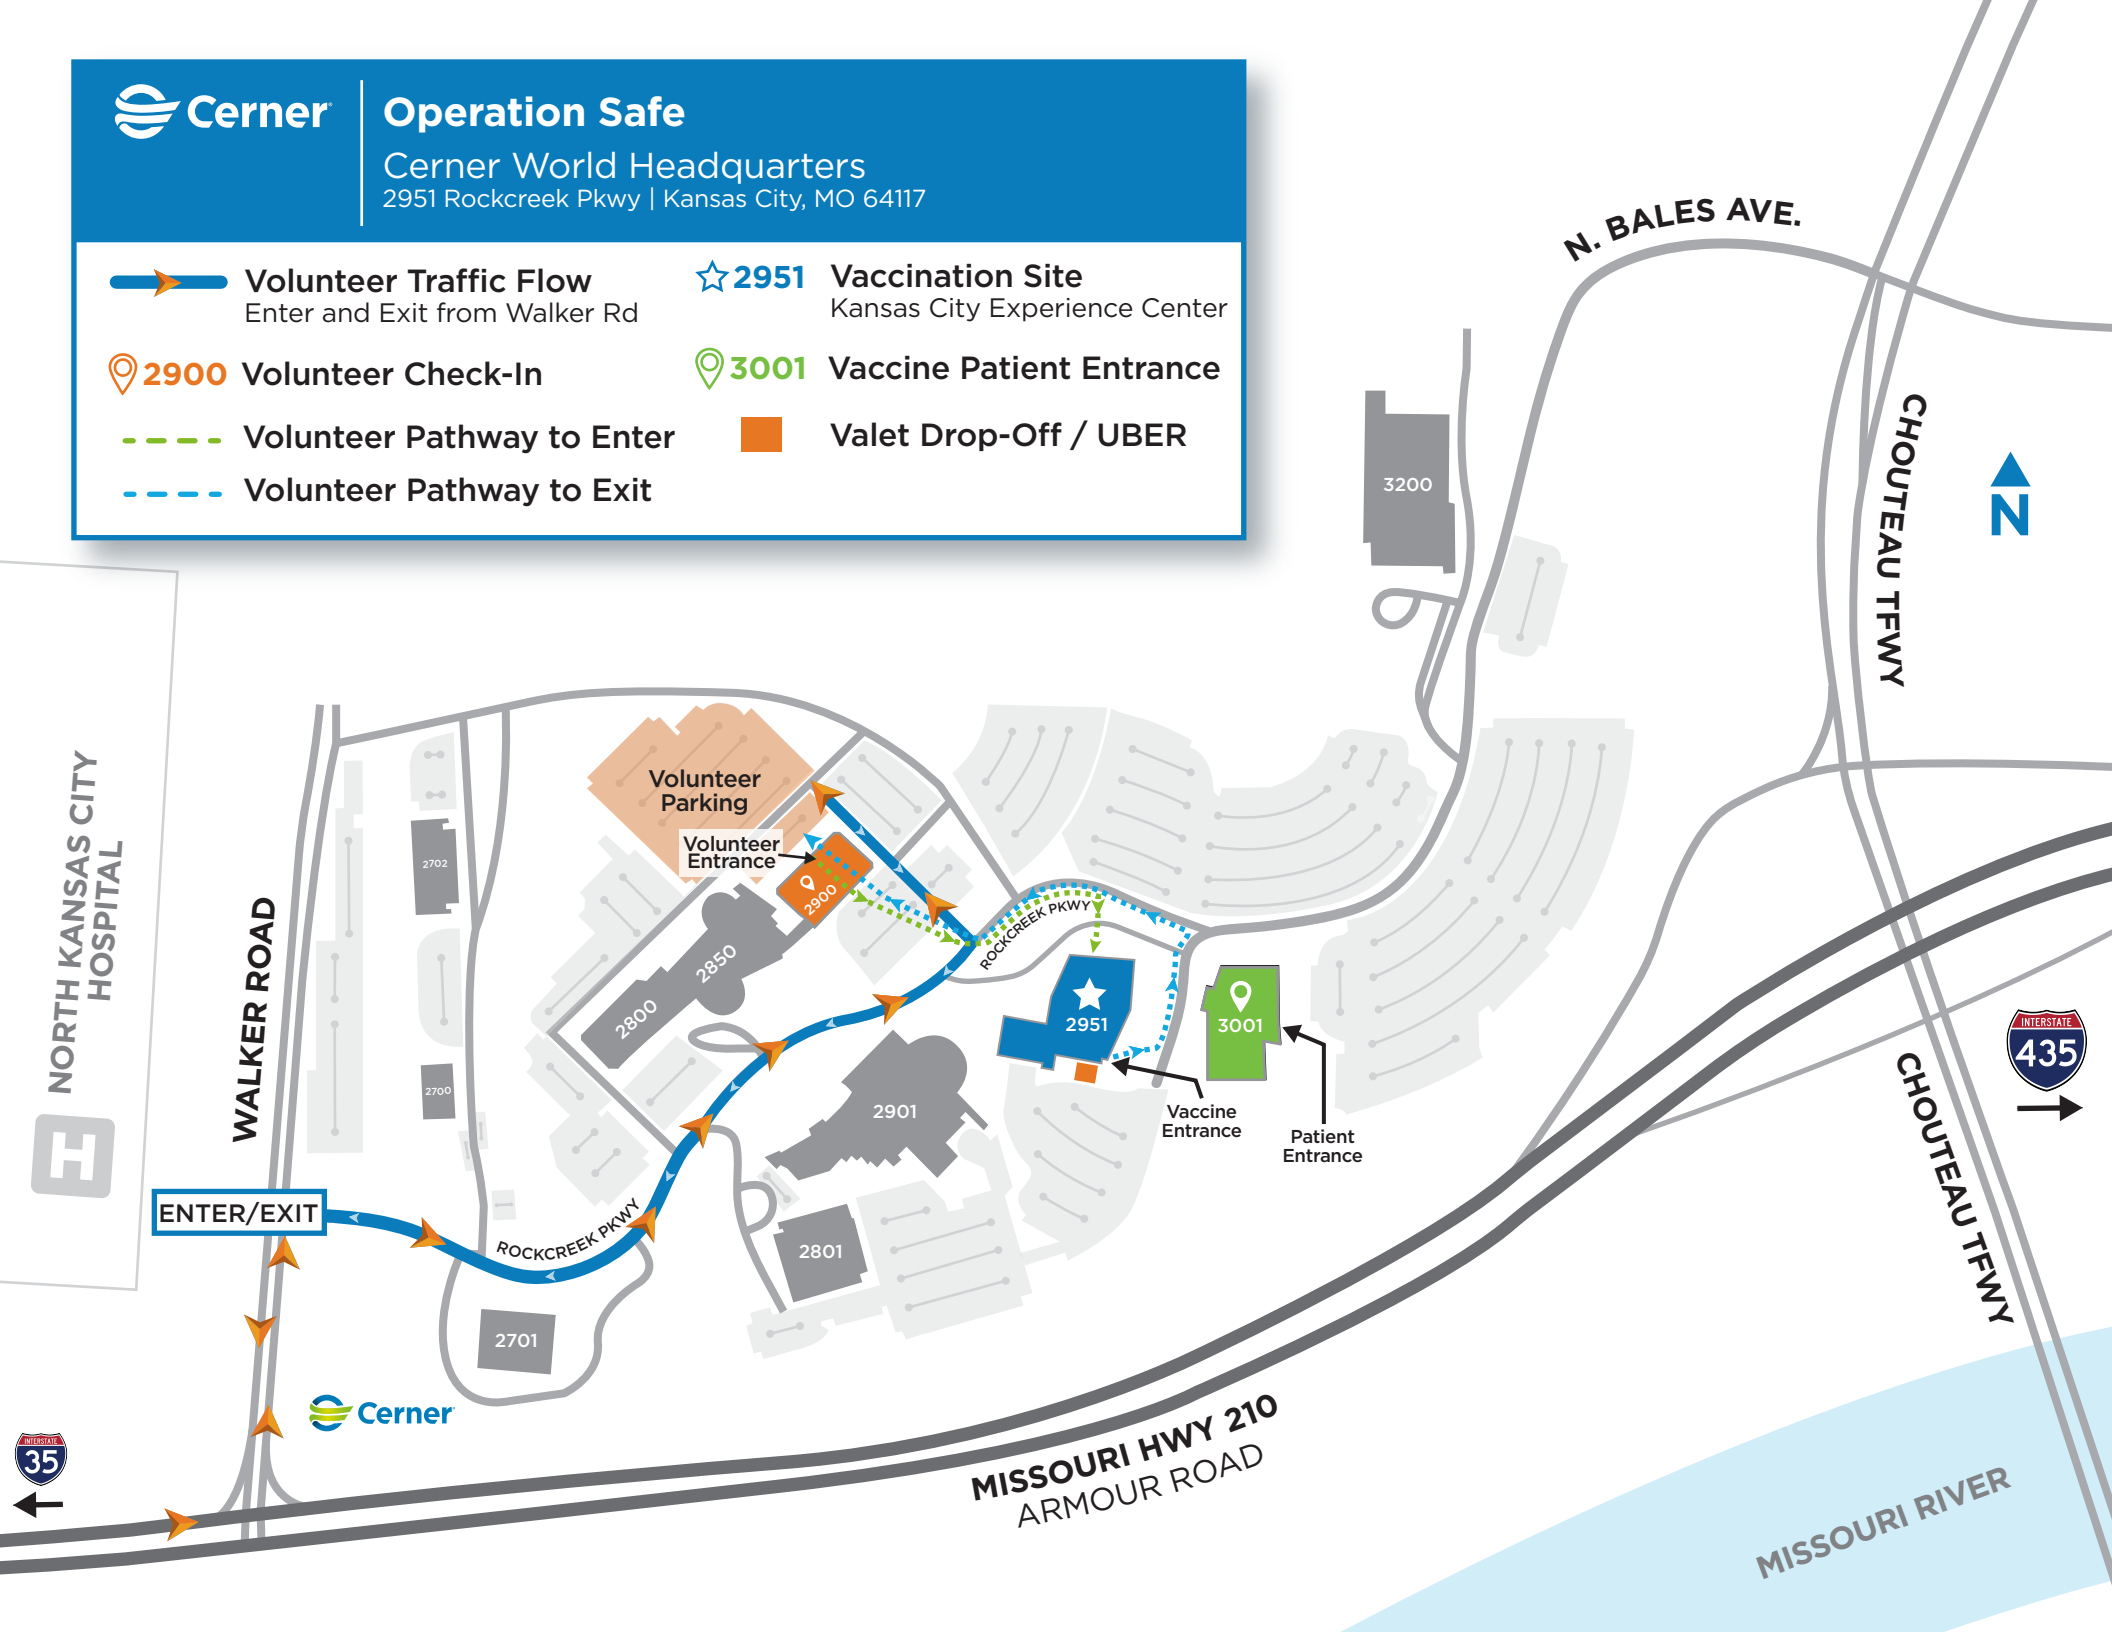 Cerner
Operation Safe
Cerner World Headquarters
2951 Rockcreek Pkwy | Kansas City, MO 64117
Volunteer Traffic Flow
Enter and Exit from Walker Rd
2951 Vaccination Site
Kansas City Experience Center
2900 Volunteer Check-In
3001 Vaccine Patient Entrance
Volunteer Pathway to Enter
Valet Drop-Off / UBER
Volunteer Pathway to Exit
N. BALES AVE.
CHOUTEAU TFWY
N
3200
NORTH KANSAS CITY
HOSPITAL
H
WALKER ROAD
2702
2700
Volunteer
Parking
Volunteer
Entrance
2900
2850
2800
ROCKCREEK PKWY
2951
3001
Vaccine
Entrance
Patient
Entrance
2901
2801
ENTER/EXIT
ROCKCREEK PKWY
2701
Cerner
INTERSTATE
35
INTERSTATE
435
CHOUTEAU TFWY
MISSOURI HWY 210
ARMOUR ROAD
MISSOURI RIVER